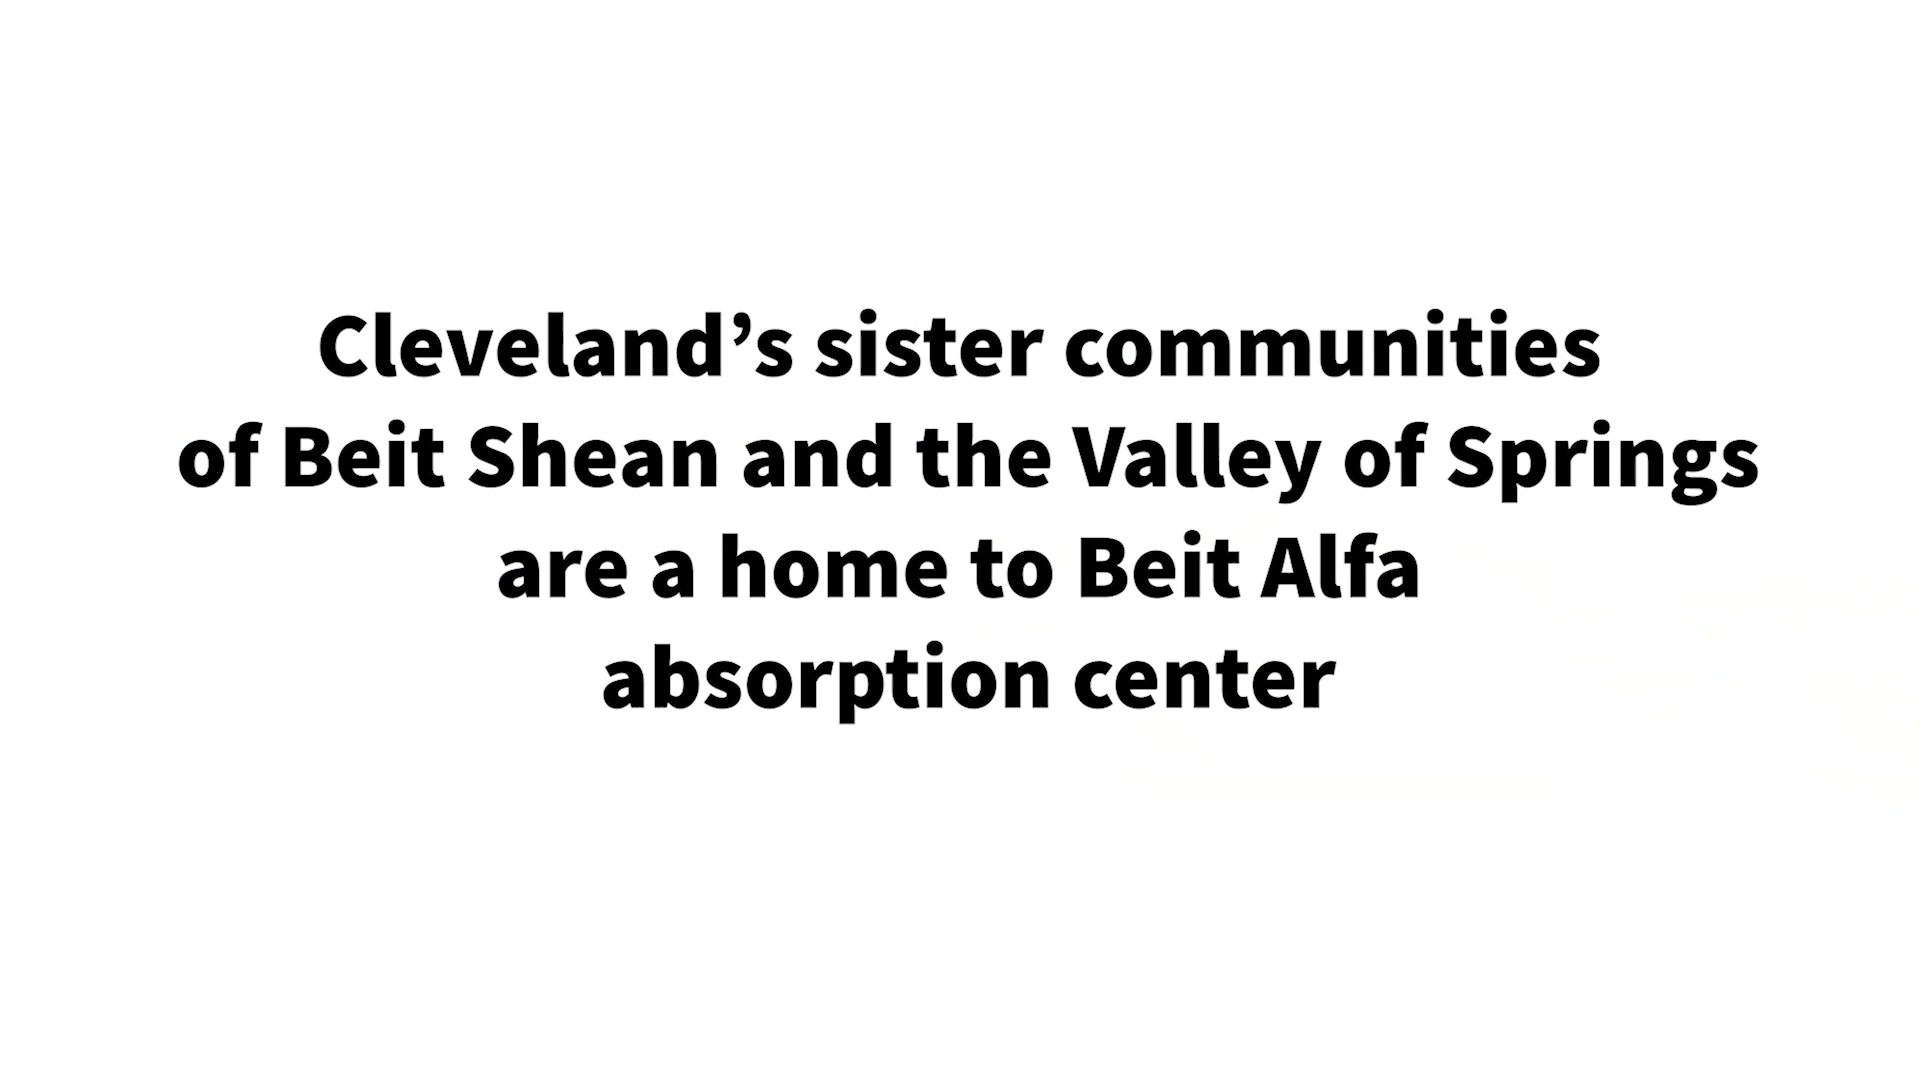 Cleveland’s sister communities
of Beit Shean and the Valley of Springs
are a home to Beit Alfa
absorption center